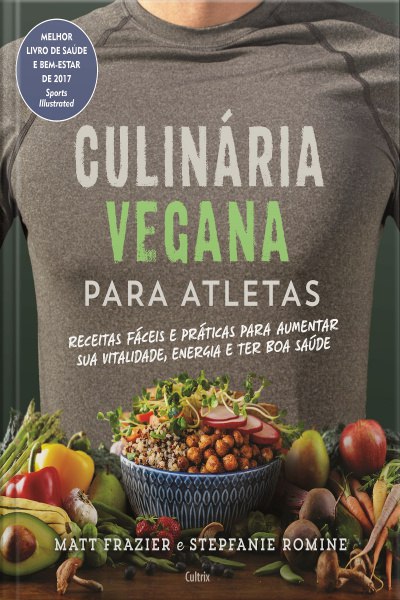 MELHOR
LIVRO DE SAÚDE
E BEM-ESTAR
DE 2017
Sports
Illustrated
CULINÁRIA
VEGANA
PARA ATLETAS
RECEITAS FÁCEIS E PRÁTICAS PARA AUMENTAR
SUA VITALIDADE, ENERGIA E TER BOA SAÚDE
MATT FRAZIER e STEPFANIE ROMINE
Cultrix